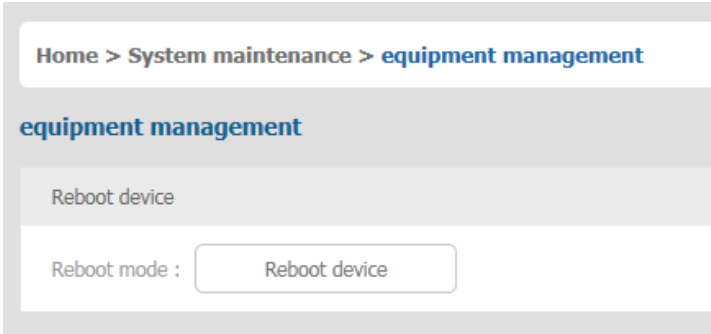 Home > System maintenance > equipment management
equipment management
Reboot device
Reboot mode : Reboot device